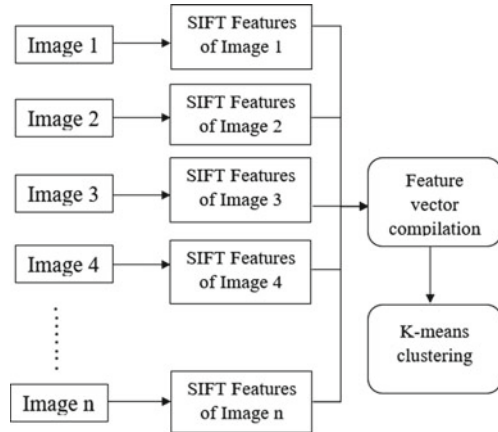 Image 1
SIFT Features
of Image 1
Image 2
SIFT Features
of Image 2
Image 3
SIFT Features
of Image 3
Image 4
SIFT Features
of Image 4
Image n
SIFT Features
of Image n
Feature
vector
compilation
K-means
clustering